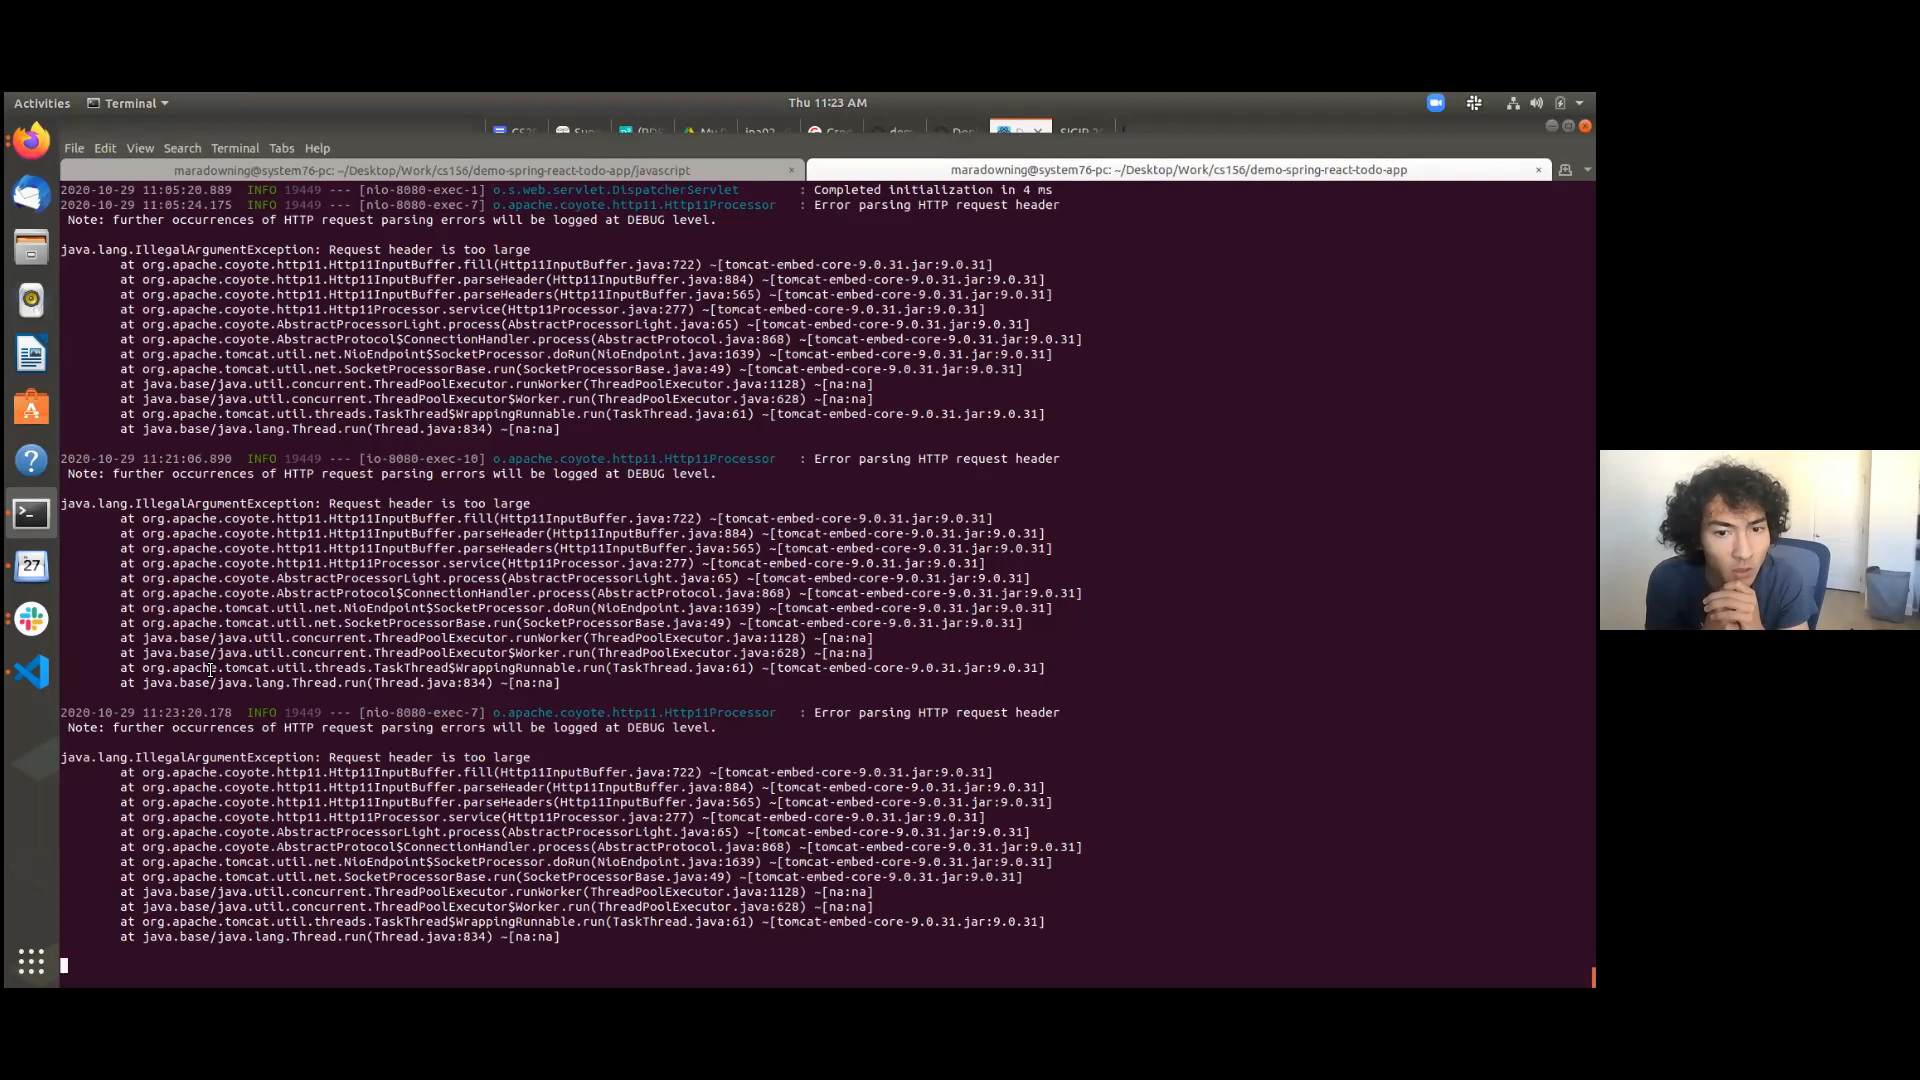 Activities
Terminal
Thu 11:23 AM
File Edit View Search Terminal Tabs Help
maradowning@system76-pc: ~/Desktop/Work/cs156/demo-spring-react-todo-app/javascript ×
maradowning@system76-pc: ~/Desktop/Work/cs156/demo-spring-react-todo-app ×
2020-10-29 11:05:20.889 INFO 19449 --- [nio-8080-exec-1] o.s.web.servlet.DispatcherServlet : Completed initialization in 4 ms
2020-10-29 11:05:24.175 INFO 19449 --- [nio-8080-exec-7] o.apache.coyote.http11.Http11Processor : Error parsing HTTP request header
Note: further occurrences of HTTP request parsing errors will be logged at DEBUG level.
java.lang.IllegalArgumentException: Request header is too large
at org.apache.coyote.http11.Http11InputBuffer.fill(Http11InputBuffer.java:722) ~[tomcat-embed-core-9.0.31.jar:9.0.31]
at org.apache.coyote.http11.Http11InputBuffer.parseHeader(Http11InputBuffer.java:884) ~[tomcat-embed-core-9.0.31.jar:9.0.31]
at org.apache.coyote.http11.Http11InputBuffer.parseHeaders(Http11InputBuffer.java:565) ~[tomcat-embed-core-9.0.31.jar:9.0.31]
at org.apache.coyote.http11.Http11Processor.service(Http11Processor.java:277) ~[tomcat-embed-core-9.0.31.jar:9.0.31]
at org.apache.coyote.AbstractProcessorLight.process(AbstractProcessorLight.java:65) ~[tomcat-embed-core-9.0.31.jar:9.0.31]
at org.apache.coyote.AbstractProtocol$ConnectionHandler.process(AbstractProtocol.java:868) ~[tomcat-embed-core-9.0.31.jar:9.0.31]
at org.apache.tomcat.util.net.NioEndpoint$SocketProcessor.doRun(NioEndpoint.java:1639) ~[tomcat-embed-core-9.0.31.jar:9.0.31]
at org.apache.tomcat.util.net.SocketProcessorBase.run(SocketProcessorBase.java:49) ~[tomcat-embed-core-9.0.31.jar:9.0.31]
at java.base/java.util.concurrent.ThreadPoolExecutor.runWorker(ThreadPoolExecutor.java:1128) ~[na:na]
at java.base/java.util.concurrent.ThreadPoolExecutor$Worker.run(ThreadPoolExecutor.java:628) ~[na:na]
at org.apache.tomcat.util.threads.TaskThread$WrappingRunnable.run(TaskThread.java:61) ~[tomcat-embed-core-9.0.31.jar:9.0.31]
at java.base/java.lang.Thread.run(Thread.java:834) ~[na:na]
2020-10-29 11:21:06.890 INFO 19449 --- [io-8080-exec-10] o.apache.coyote.http11.Http11Processor : Error parsing HTTP request header
Note: further occurrences of HTTP request parsing errors will be logged at DEBUG level.
java.lang.IllegalArgumentException: Request header is too large
at org.apache.coyote.http11.Http11InputBuffer.fill(Http11InputBuffer.java:722) ~[tomcat-embed-core-9.0.31.jar:9.0.31]
at org.apache.coyote.http11.Http11InputBuffer.parseHeader(Http11InputBuffer.java:884) ~[tomcat-embed-core-9.0.31.jar:9.0.31]
at org.apache.coyote.http11.Http11InputBuffer.parseHeaders(Http11InputBuffer.java:565) ~[tomcat-embed-core-9.0.31.jar:9.0.31]
at org.apache.coyote.http11.Http11Processor.service(Http11Processor.java:277) ~[tomcat-embed-core-9.0.31.jar:9.0.31]
at org.apache.coyote.AbstractProcessorLight.process(AbstractProcessorLight.java:65) ~[tomcat-embed-core-9.0.31.jar:9.0.31]
at org.apache.coyote.AbstractProtocol$ConnectionHandler.process(AbstractProtocol.java:868) ~[tomcat-embed-core-9.0.31.jar:9.0.31]
at org.apache.tomcat.util.net.NioEndpoint$SocketProcessor.doRun(NioEndpoint.java:1639) ~[tomcat-embed-core-9.0.31.jar:9.0.31]
at org.apache.tomcat.util.net.SocketProcessorBase.run(SocketProcessorBase.java:49) ~[tomcat-embed-core-9.0.31.jar:9.0.31]
at java.base/java.util.concurrent.ThreadPoolExecutor.runWorker(ThreadPoolExecutor.java:1128) ~[na:na]
at java.base/java.util.concurrent.ThreadPoolExecutor$Worker.run(ThreadPoolExecutor.java:628) ~[na:na]
at org.apache.tomcat.util.threads.TaskThread$WrappingRunnable.run(TaskThread.java:61) ~[tomcat-embed-core-9.0.31.jar:9.0.31]
at java.base/java.lang.Thread.run(Thread.java:834) ~[na:na]
2020-10-29 11:23:20.178 INFO 19449 --- [nio-8080-exec-7] o.apache.coyote.http11.Http11Processor : Error parsing HTTP request header
Note: further occurrences of HTTP request parsing errors will be logged at DEBUG level.
java.lang.IllegalArgumentException: Request header is too large
at org.apache.coyote.http11.Http11InputBuffer.fill(Http11InputBuffer.java:722) ~[tomcat-embed-core-9.0.31.jar:9.0.31]
at org.apache.coyote.http11.Http11InputBuffer.parseHeader(Http11InputBuffer.java:884) ~[tomcat-embed-core-9.0.31.jar:9.0.31]
at org.apache.coyote.http11.Http11InputBuffer.parseHeaders(Http11InputBuffer.java:565) ~[tomcat-embed-core-9.0.31.jar:9.0.31]
at org.apache.coyote.http11.Http11Processor.service(Http11Processor.java:277) ~[tomcat-embed-core-9.0.31.jar:9.0.31]
at org.apache.coyote.AbstractProcessorLight.process(AbstractProcessorLight.java:65) ~[tomcat-embed-core-9.0.31.jar:9.0.31]
at org.apache.coyote.AbstractProtocol$ConnectionHandler.process(AbstractProtocol.java:868) ~[tomcat-embed-core-9.0.31.jar:9.0.31]
at org.apache.tomcat.util.net.NioEndpoint$SocketProcessor.doRun(NioEndpoint.java:1639) ~[tomcat-embed-core-9.0.31.jar:9.0.31]
at org.apache.tomcat.util.net.SocketProcessorBase.run(SocketProcessorBase.java:49) ~[tomcat-embed-core-9.0.31.jar:9.0.31]
at java.base/java.util.concurrent.ThreadPoolExecutor.runWorker(ThreadPoolExecutor.java:1128) ~[na:na]
at java.base/java.util.concurrent.ThreadPoolExecutor$Worker.run(ThreadPoolExecutor.java:628) ~[na:na]
at org.apache.tomcat.util.threads.TaskThread$WrappingRunnable.run(TaskThread.java:61) ~[tomcat-embed-core-9.0.31.jar:9.0.31]
at java.base/java.lang.Thread.run(Thread.java:834) ~[na:na]
27